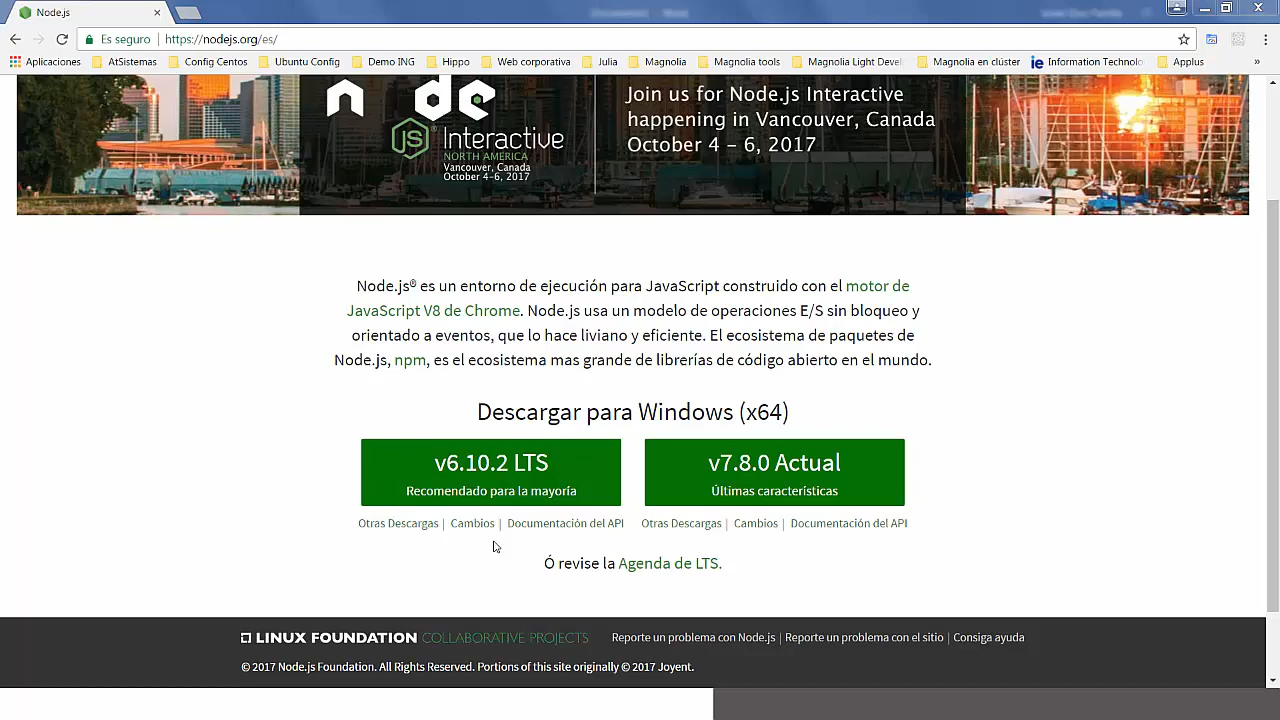 Node.js
Es seguro
https://nodejs.org/es/
Aplicaciones
AtSistemas
Config Centos
Ubuntu Config
Demo ING
Hippo
Web corporativa
Julia
Magnolia
Magnolia tools
Magnolia Light Devel
Magnolia en clúster
Information Technolo
Applus
»
node
JS
Interactive
NORTH AMERICA
Vancouver, Canada
October 4-6, 2017
Join us for Node.js Interactive
happening in Vancouver, Canada
October 4 – 6, 2017
Node.js® es un entorno de ejecución para JavaScript construido con el motor de
JavaScript V8 de Chrome. Node.js usa un modelo de operaciones E/S sin bloqueo y
orientado a eventos, que lo hace liviano y eficiente. El ecosistema de paquetes de
Node.js, npm, es el ecosistema mas grande de librerías de código abierto en el mundo.
Descargar para Windows (x64)
v6.10.2 LTS
Recomendado para la mayoría
v7.8.0 Actual
Últimas características
Otras Descargas | Cambios | Documentación del API
Otras Descargas | Cambios | Documentación del API
Ó revise la Agenda de LTS.
LINUX FOUNDATION COLLABORATIVE PROJECTS
Reporte un problema con Node.js | Reporte un problema con el sitio | Consiga ayuda
© 2017 Node.js Foundation. All Rights Reserved. Portions of this site originally © 2017 Joyent.